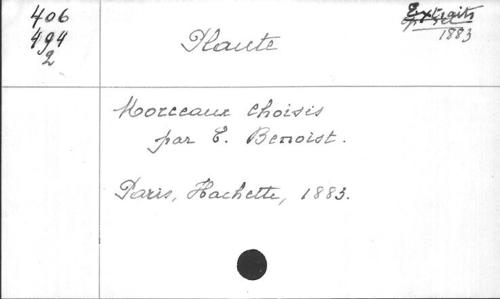 406
494
2
Plaute
Extraits
1883
Morceaux choisis
par E. Benoist.
Paris, Hachette, 1883.